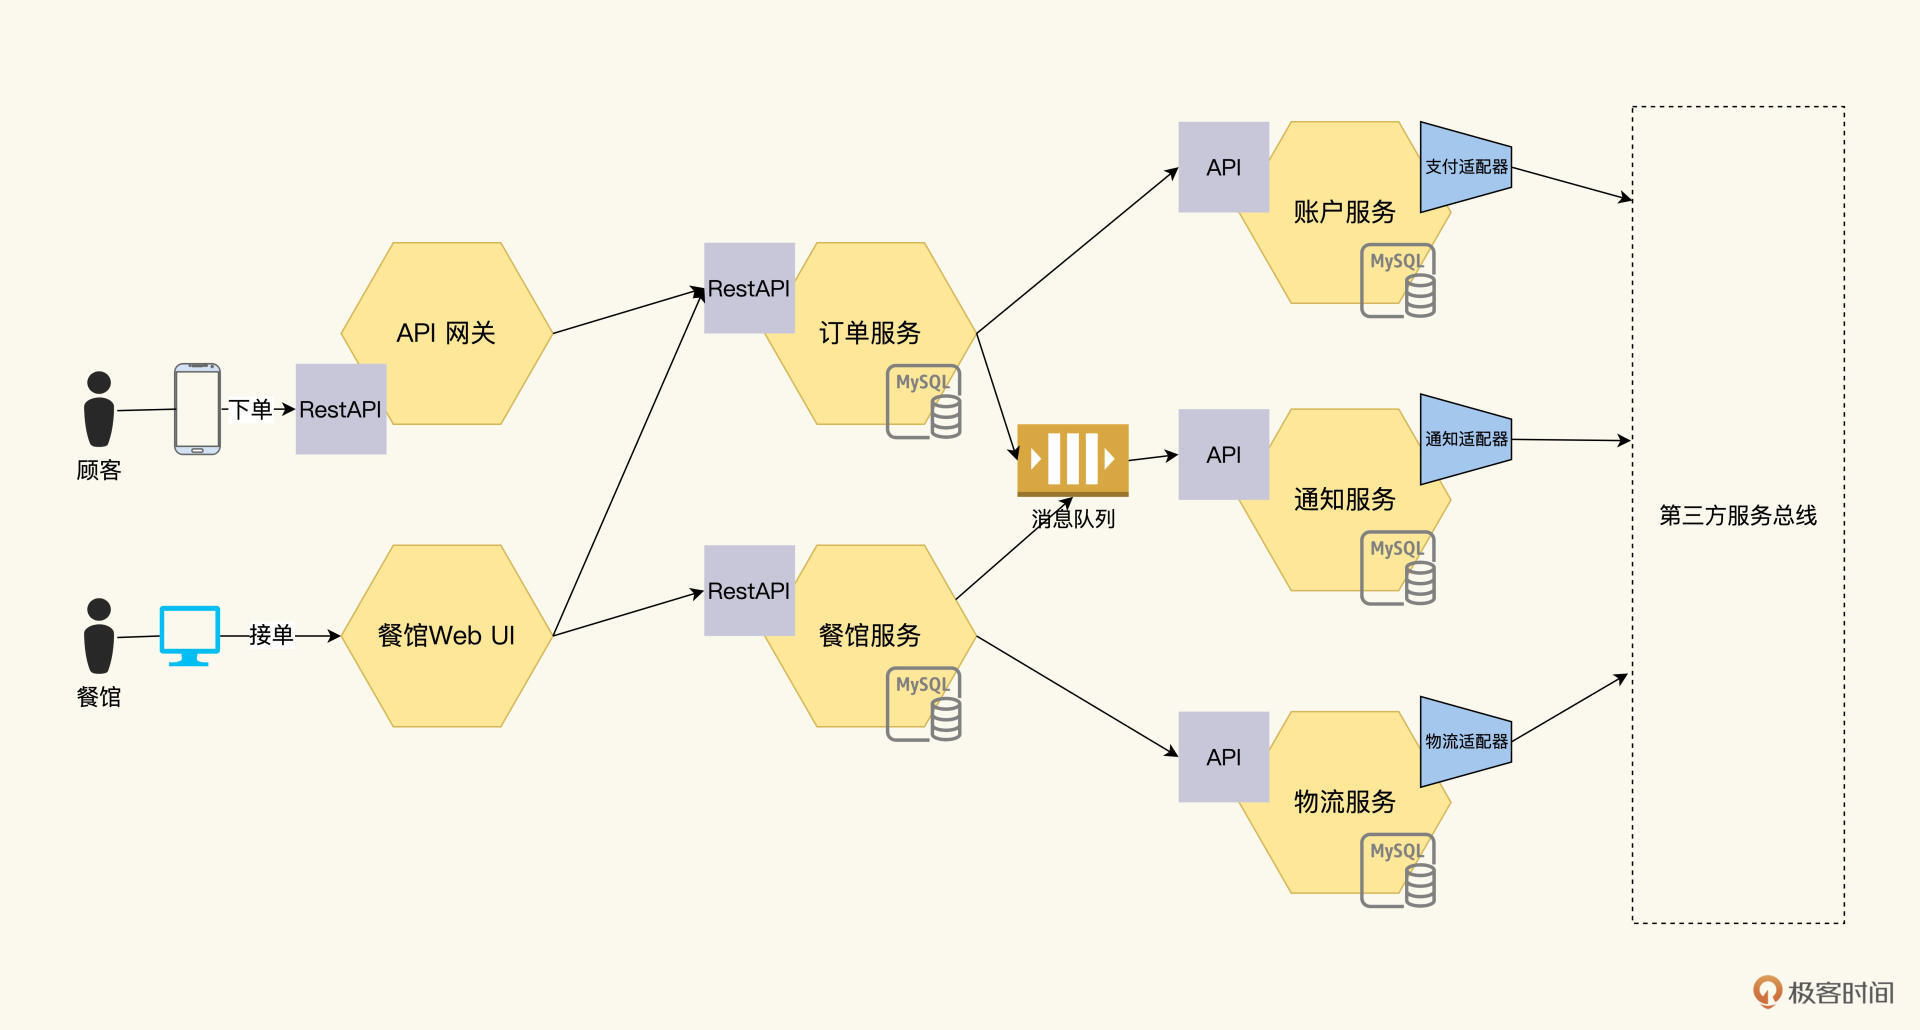 顾客
下单
RestAPI
API 网关
餐馆
接单
餐馆Web UI
RestAPI
订单服务
MySQL
RestAPI
餐馆服务
MySQL
消息队列
API
账户服务
支付适配器
MySQL
API
通知服务
通知适配器
MySQL
API
物流服务
物流适配器
MySQL
第三方服务总线
极客时间